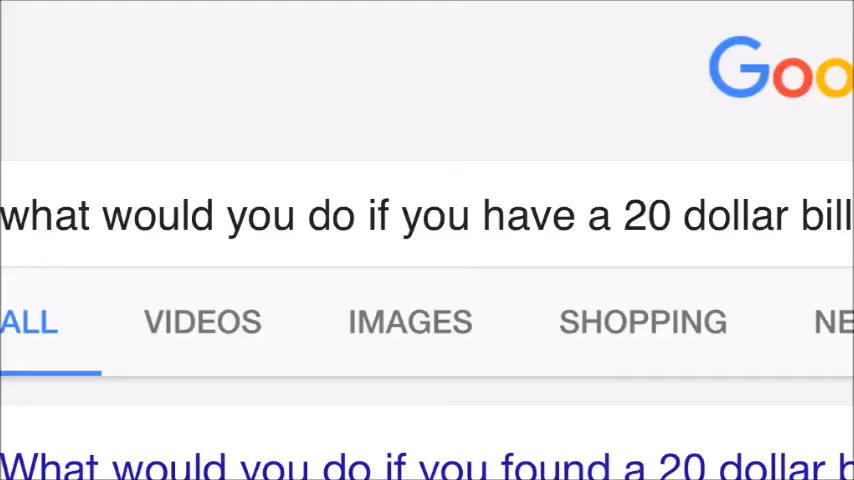 Goo
what would you do if you have a 20 dollar bill
ALL VIDEOS IMAGES SHOPPING NE
What would you do if you found a 20 dollar b